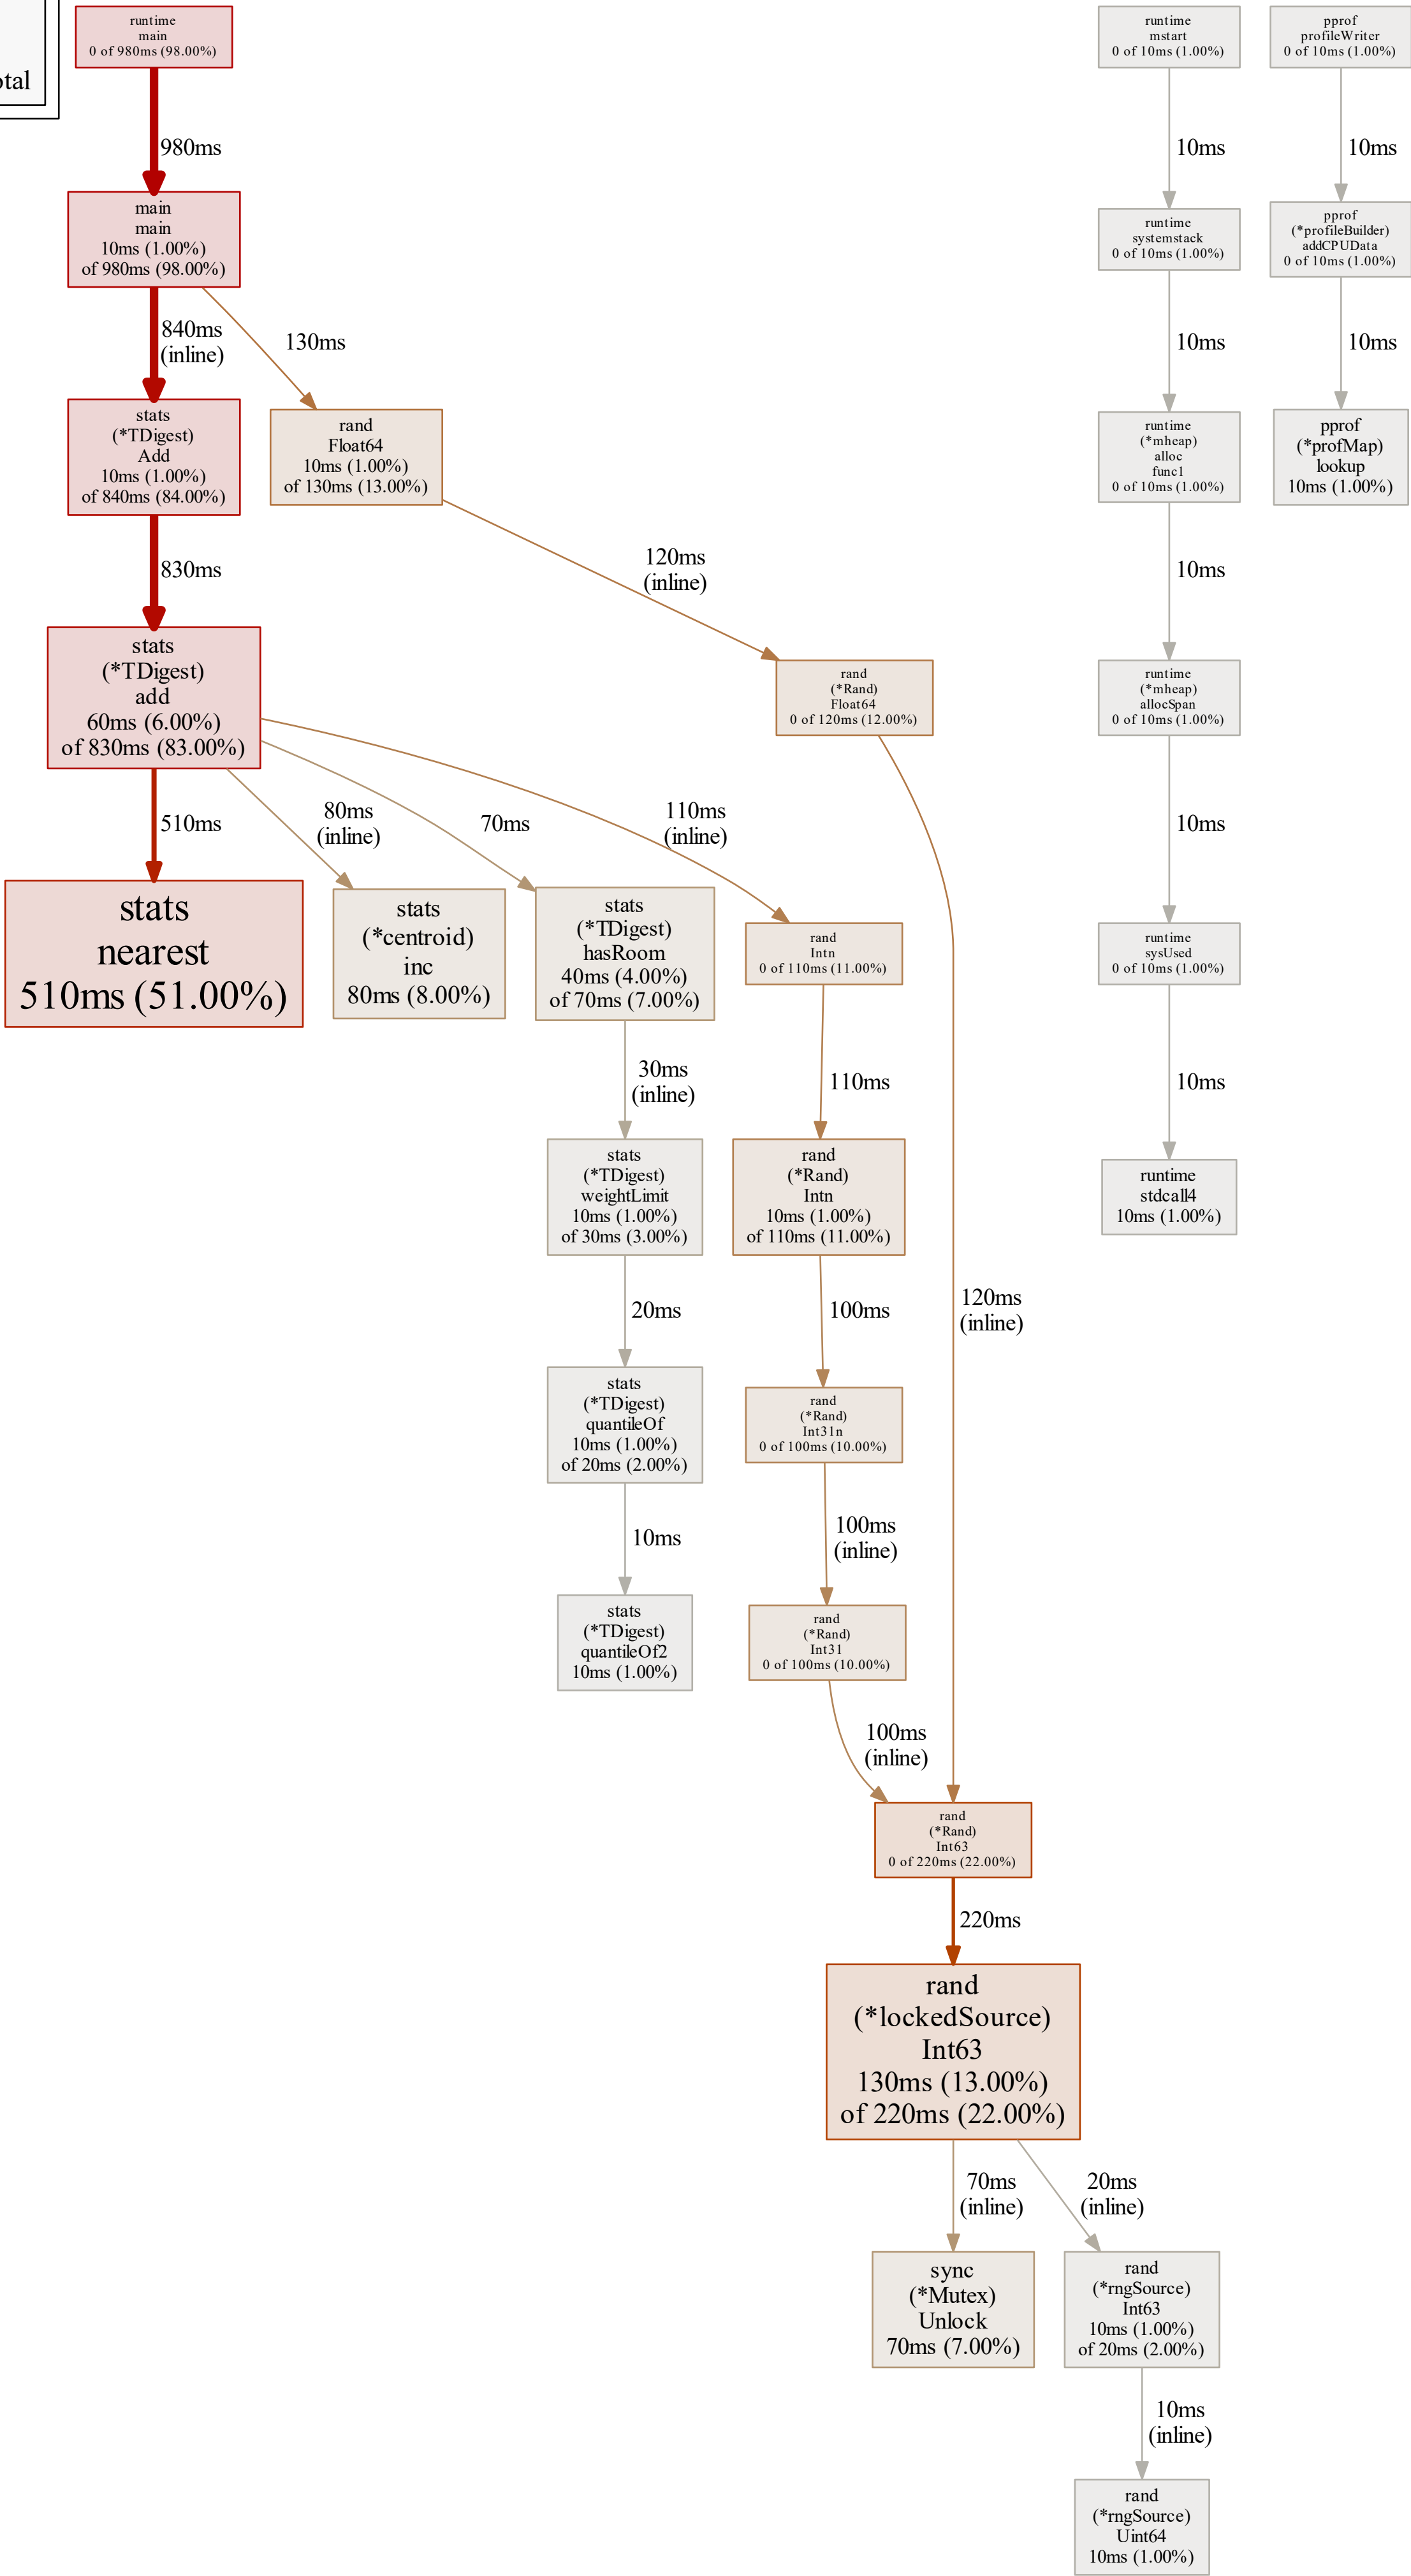 otal
runtime
main
0 of 980ms (98.00%)
runtime
mstart
0 of 10ms (1.00%)
pprof
profileWriter
0 of 10ms (1.00%)
980ms
10ms
10ms
main
main
10ms (1.00%)
of 980ms (98.00%)
runtime
systemstack
0 of 10ms (1.00%)
pprof
(*profileBuilder)
addCPUData
0 of 10ms (1.00%)
840ms
(inline)
130ms
10ms
10ms
stats
(*TDigest)
Add
10ms (1.00%)
of 840ms (84.00%)
rand
Float64
10ms (1.00%)
of 130ms (13.00%)
runtime
(*mheap)
alloc
func1
0 of 10ms (1.00%)
pprof
(*profMap)
lookup
10ms (1.00%)
830ms
120ms
(inline)
10ms
stats
(*TDigest)
add
60ms (6.00%)
of 830ms (83.00%)
rand
(*Rand)
Float64
0 of 120ms (12.00%)
runtime
(*mheap)
allocSpan
0 of 10ms (1.00%)
510ms
80ms
(inline)
70ms
110ms
(inline)
10ms
stats
nearest
510ms (51.00%)
stats
(*centroid)
inc
80ms (8.00%)
stats
(*TDigest)
hasRoom
40ms (4.00%)
of 70ms (7.00%)
rand
Intn
0 of 110ms (11.00%)
runtime
sysUsed
0 of 10ms (1.00%)
30ms
(inline)
110ms
10ms
stats
(*TDigest)
weightLimit
10ms (1.00%)
of 30ms (3.00%)
rand
(*Rand)
Intn
10ms (1.00%)
of 110ms (11.00%)
runtime
stdcall4
10ms (1.00%)
20ms
100ms
120ms
(inline)
stats
(*TDigest)
quantileOf
10ms (1.00%)
of 20ms (2.00%)
rand
(*Rand)
Int31n
0 of 100ms (10.00%)
10ms
100ms
(inline)
stats
(*TDigest)
quantileOf2
10ms (1.00%)
rand
(*Rand)
Int31
0 of 100ms (10.00%)
100ms
(inline)
rand
(*Rand)
Int63
0 of 220ms (22.00%)
220ms
rand
(*lockedSource)
Int63
130ms (13.00%)
of 220ms (22.00%)
70ms
(inline)
20ms
(inline)
sync
(*Mutex)
Unlock
70ms (7.00%)
rand
(*rngSource)
Int63
10ms (1.00%)
of 20ms (2.00%)
10ms
(inline)
rand
(*rngSource)
Uint64
10ms (1.00%)